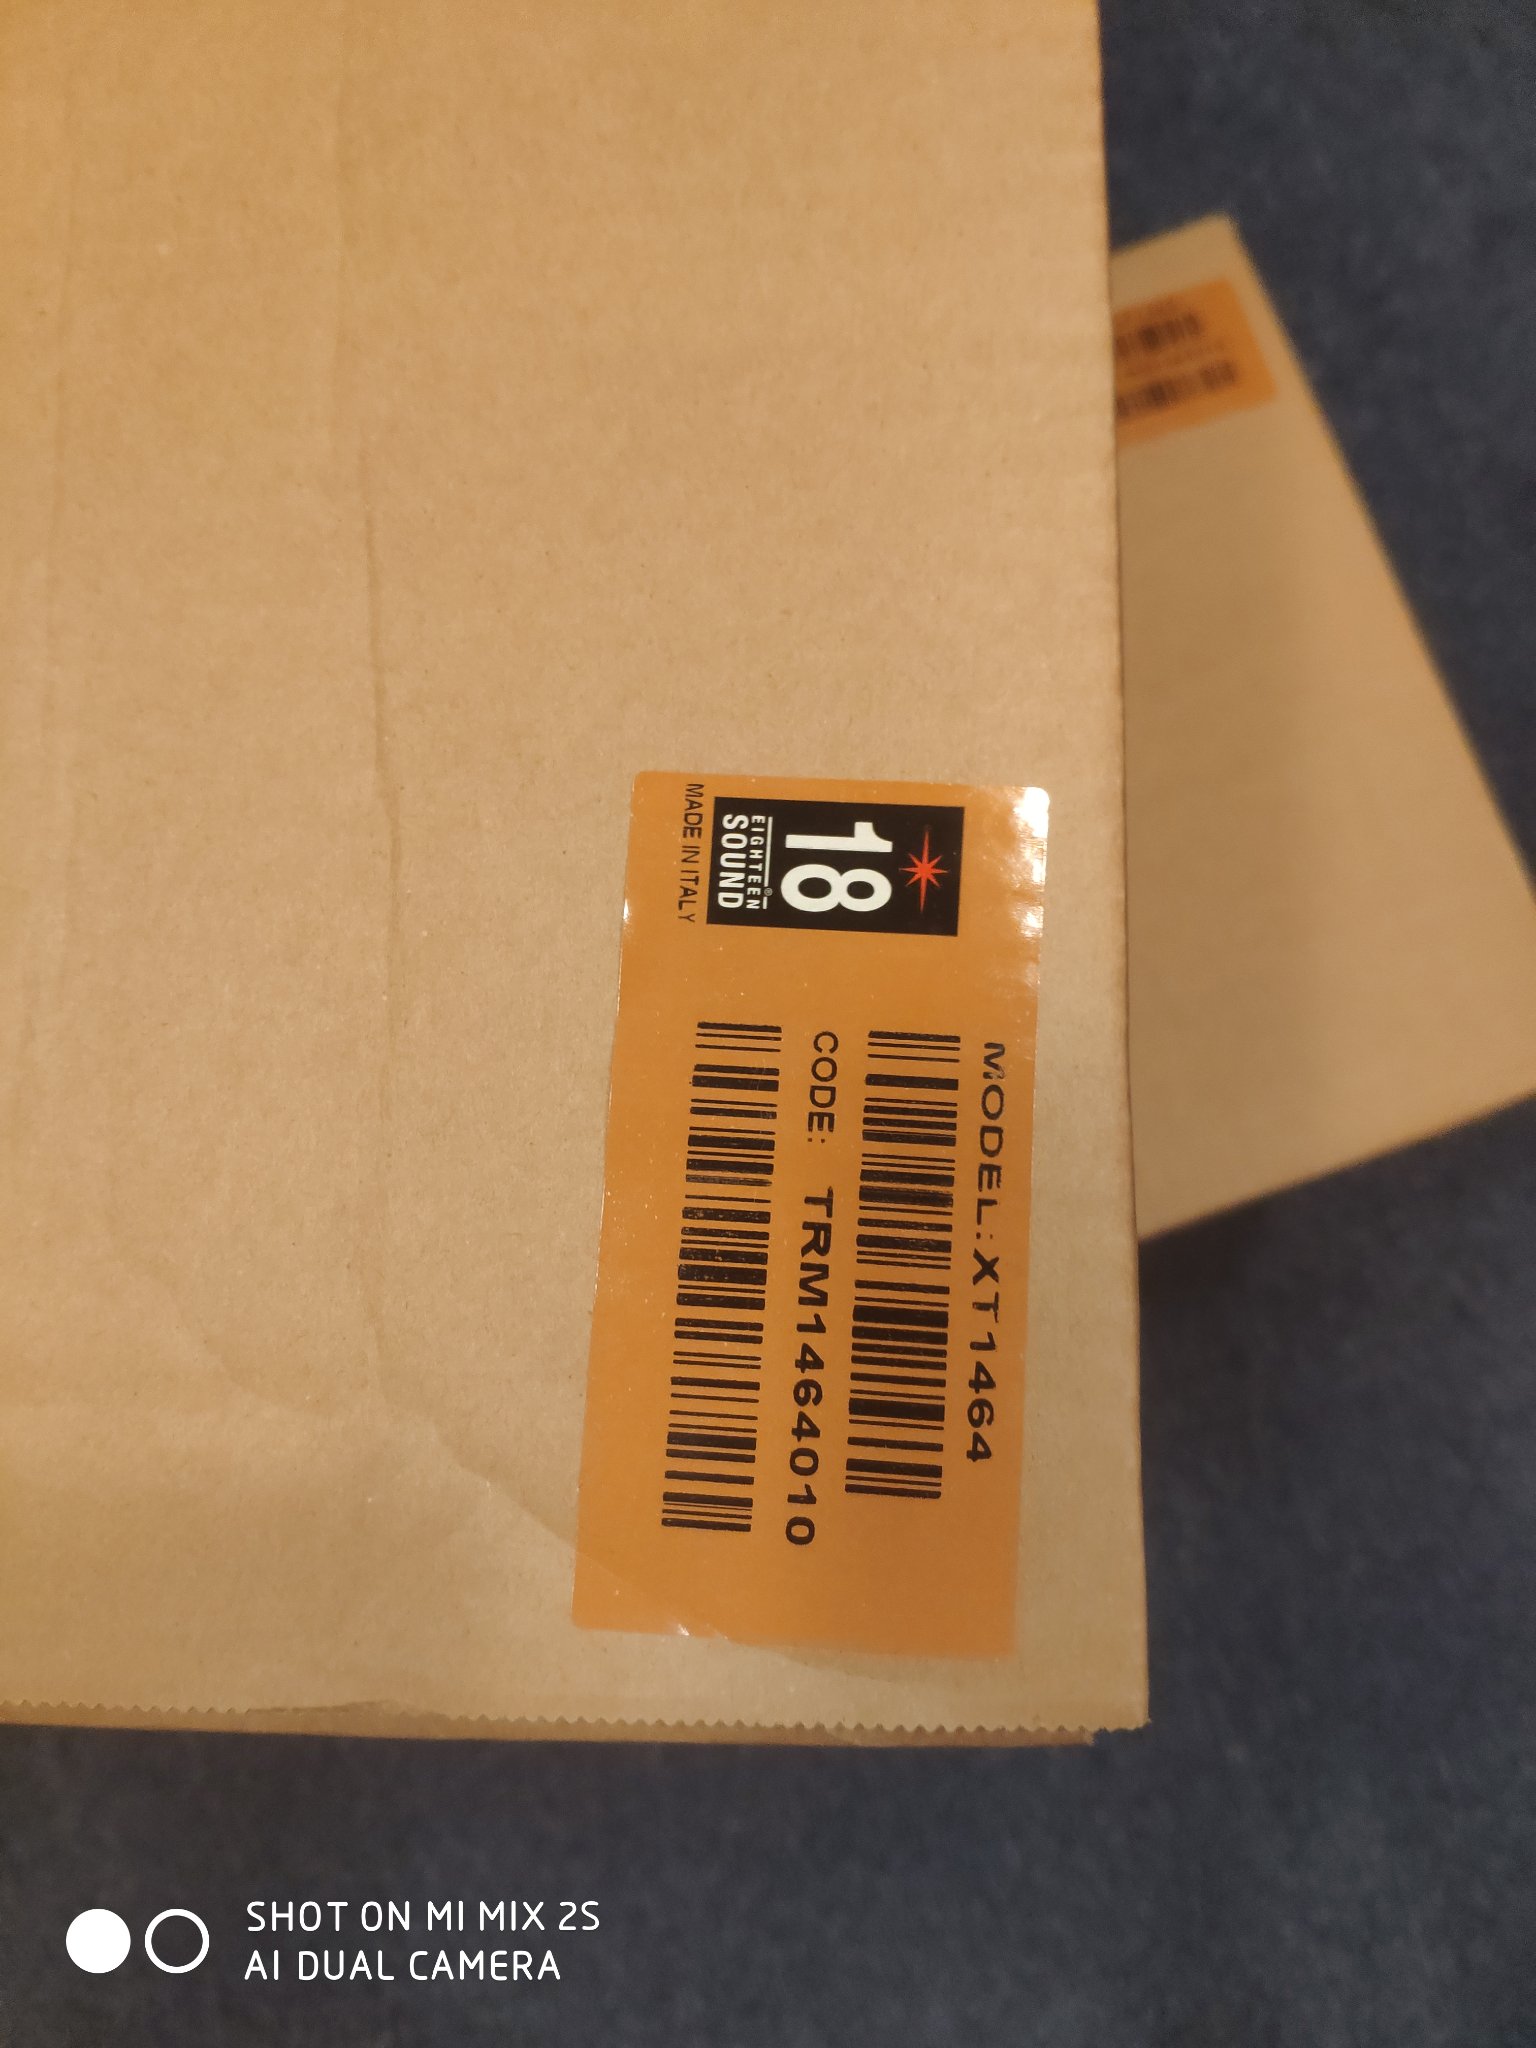 18
EIGHTEEN®
SOUND
MADE IN ITALY
MODEL:XT1464
CODE: TRM1464010
SHOT ON MI MIX 2S
AI DUAL CAMERA